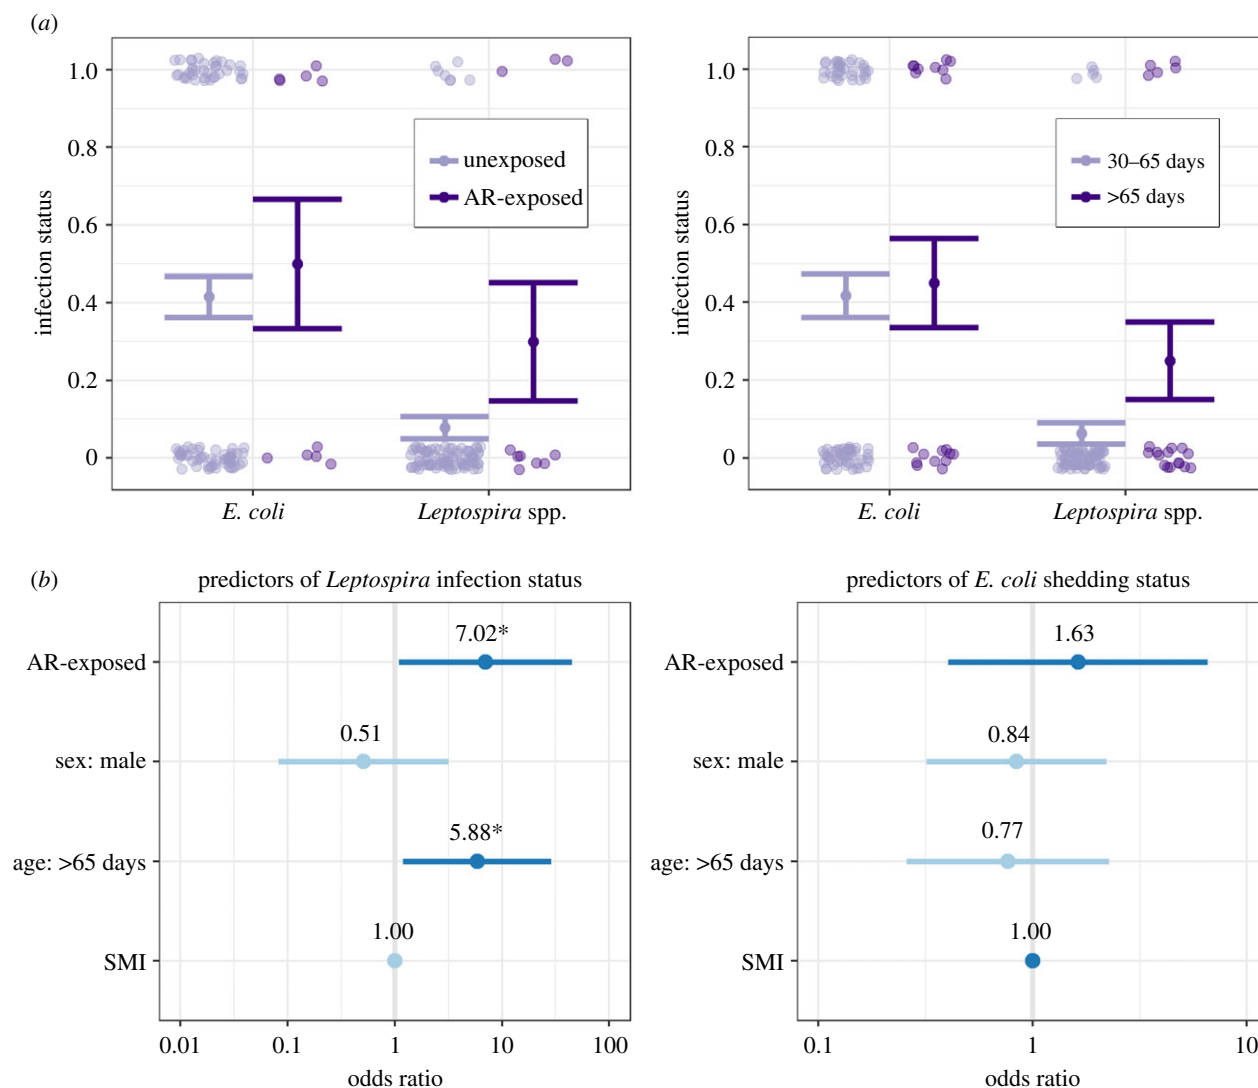 (a)
1.0
0.8
0.6
0.4
0.2
0
infection status
unexposed
AR-exposed
E. coli
Leptospira spp.
1.0
0.8
0.6
0.4
0.2
0
infection status
30–65 days
>65 days
E. coli
Leptospira spp.
(b)
predictors of Leptospira infection status
AR-exposed
sex: male
age: >65 days
SMI
7.02*
0.51
5.88*
1.00
0.01
0.1
1
10
100
odds ratio
predictors of E. coli shedding status
AR-exposed
sex: male
age: >65 days
SMI
1.63
0.84
0.77
1.00
0.1
1
10
odds ratio